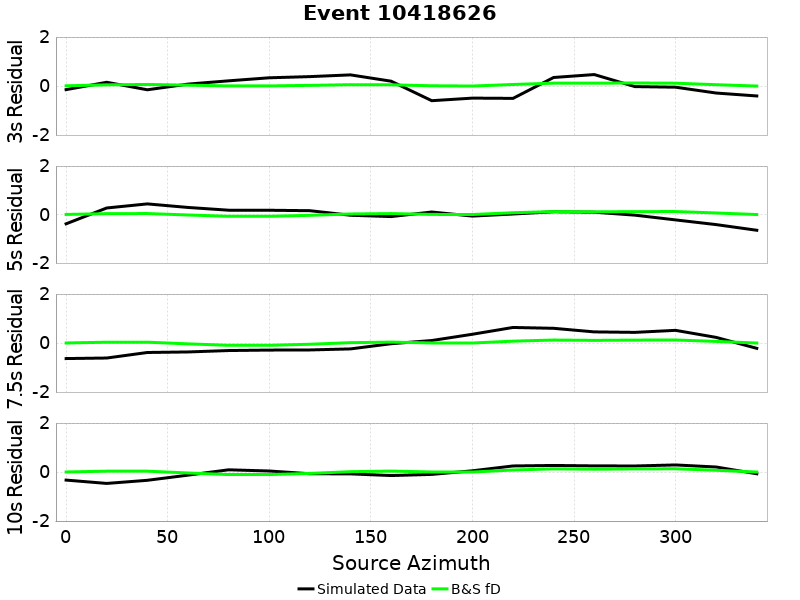 Event 10418626
3s Residual
2
0
-2
5s Residual
2
0
-2
7.5s Residual
2
0
-2
10s Residual
2
0
-2
0 50 100 150 200 250 300
Source Azimuth
Simulated Data B&S fD